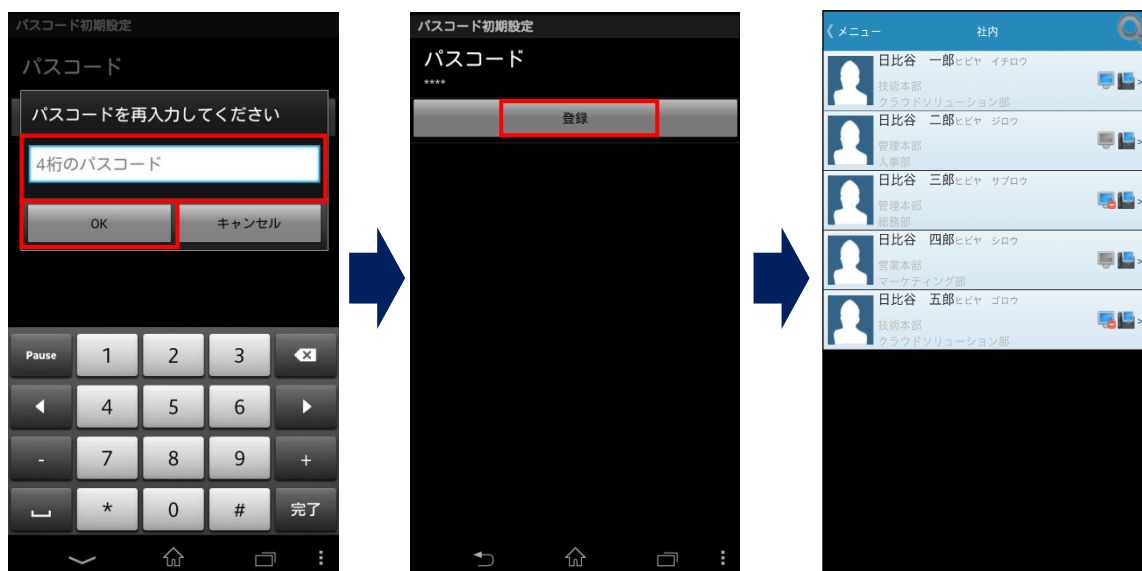 パスコード初期設定
パスコード
パスコードを再入力してください
4桁のパスコード
OK キャンセル
Pause 1 2 3
4 5 6
- 7 8 9 +
* 0 # 完了
パスコード初期設定
パスコード
****
登録
メニュー 社内
日比谷 一郎ヒビヤ イチロウ
技術本部
クラウドソリューション部
日比谷 二郎ヒビヤ ジロウ
管理本部
人事部
日比谷 三郎ヒビヤ サブロウ
管理本部
総務部
日比谷 四郎ヒビヤ シロウ
営業本部
マーケティング部
日比谷 五郎ヒビヤ ゴロウ
技術本部
クラウドソリューション部